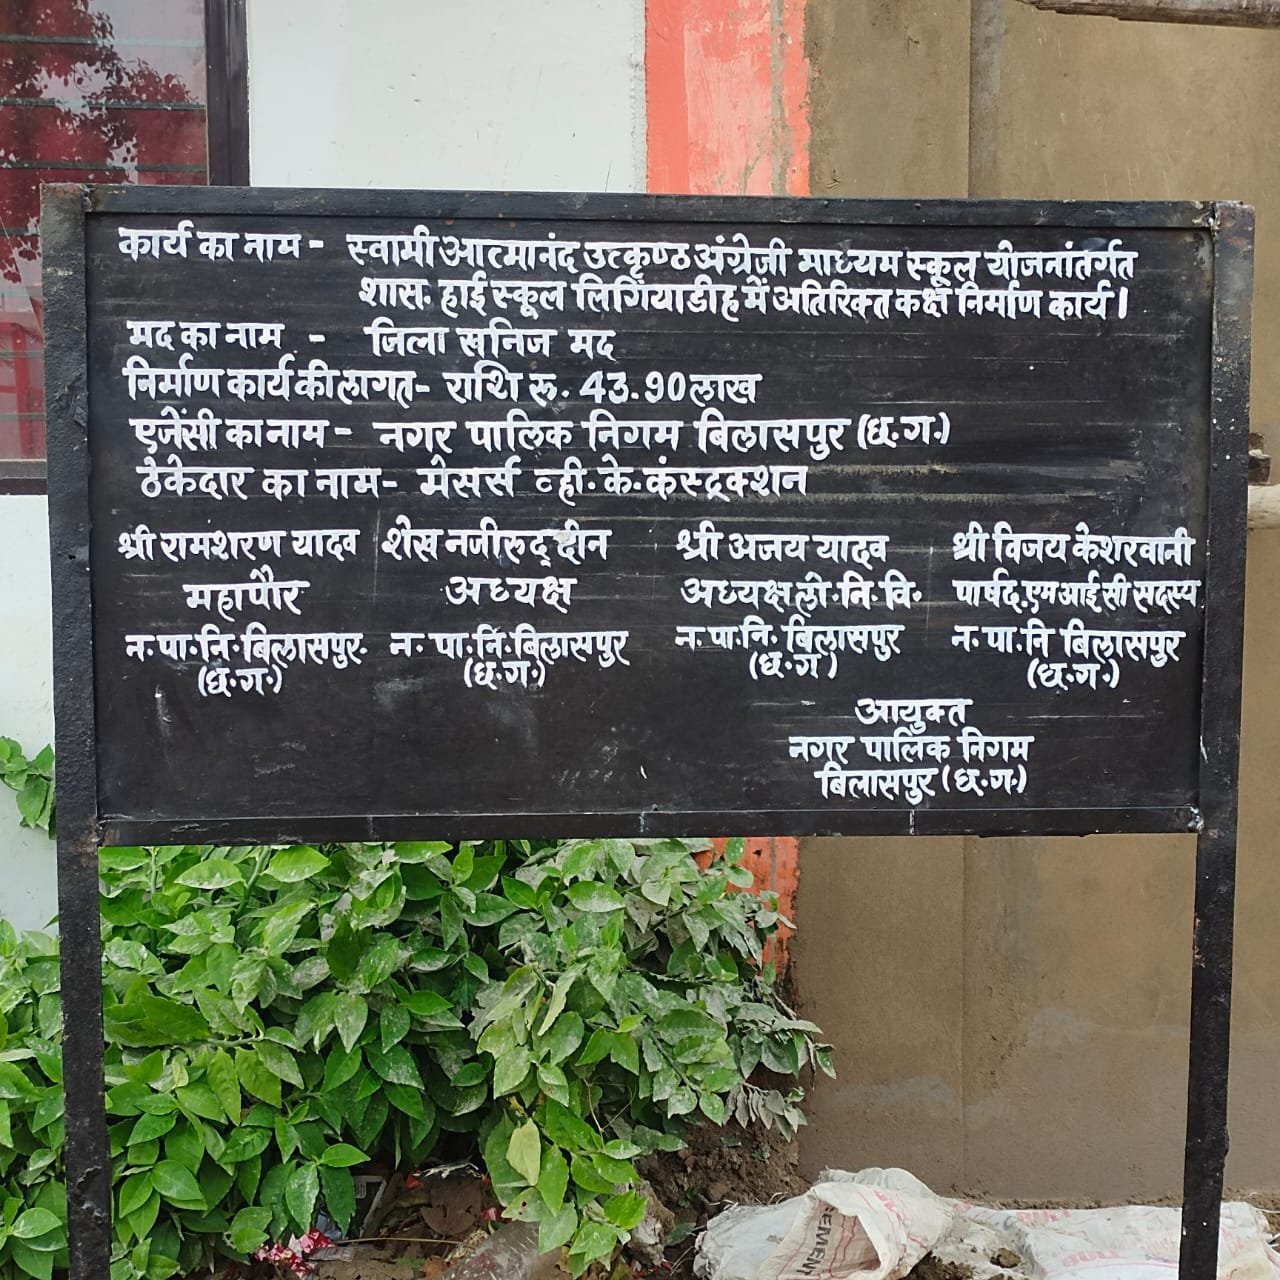 कार्य का नाम - स्वामी आत्मानंद उत्कृष्ठ अंग्रेजी माध्यम स्कूल योजनांतर्गत
शास. हाई स्कूल लिंगियाडीह में अतिरिक्त कक्ष निर्माण कार्य।
मद का नाम - जिला खनिज मद
निर्माण कार्य की लागत- राशि रू. 43.90 लाख
एजेंसी का नाम - नगर पालिक निगम बिलासपुर (छ.ग.)
ठेकेदार का नाम- मेसर्स व्ही. के. कंस्ट्रक्शन
श्री रामशरण यादव शेख नजीरुद्दीन श्री अजय यादव श्री विजय केशरवानी
महापौर अध्यक्ष अध्यक्ष लो.नि.वि. पार्षद, एमआईसी सदस्य
न.पा.नि.बिलासपुर. न.पा.नि.बिलासपुर न.पा.नि. बिलासपुर न.पा.नि बिलासपुर
(छ.ग.) (छ.ग.) (छ.ग) (छ.ग.)
आयुक्त
नगर पालिक निगम
बिलासपुर (छ.ग.)
CEMENT